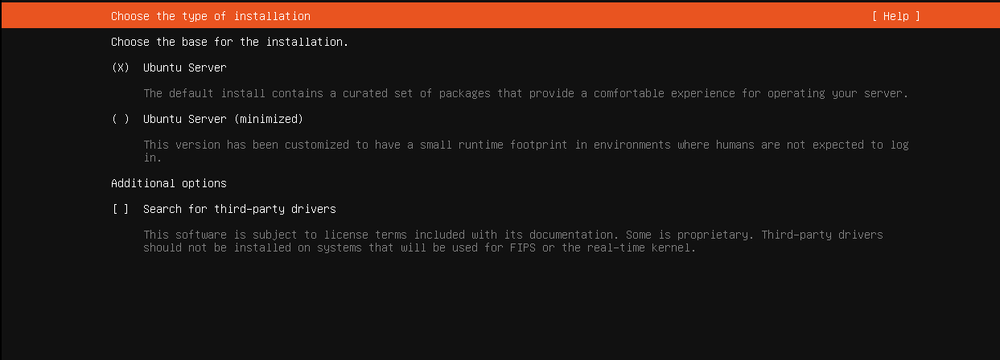 Choose the type of installation [ Help ]
Choose the base for the installation.
(X) Ubuntu Server
The default install contains a curated set of packages that provide a comfortable experience for operating your server.
( ) Ubuntu Server (minimized)
This version has been customized to have a small runtime footprint in environments where humans are not expected to log
in.
Additional options
[ ] Search for third-party drivers
This software is subject to license terms included with its documentation. Some is proprietary. Third-party drivers
should not be installed on systems that will be used for FIPS or the real-time kernel.